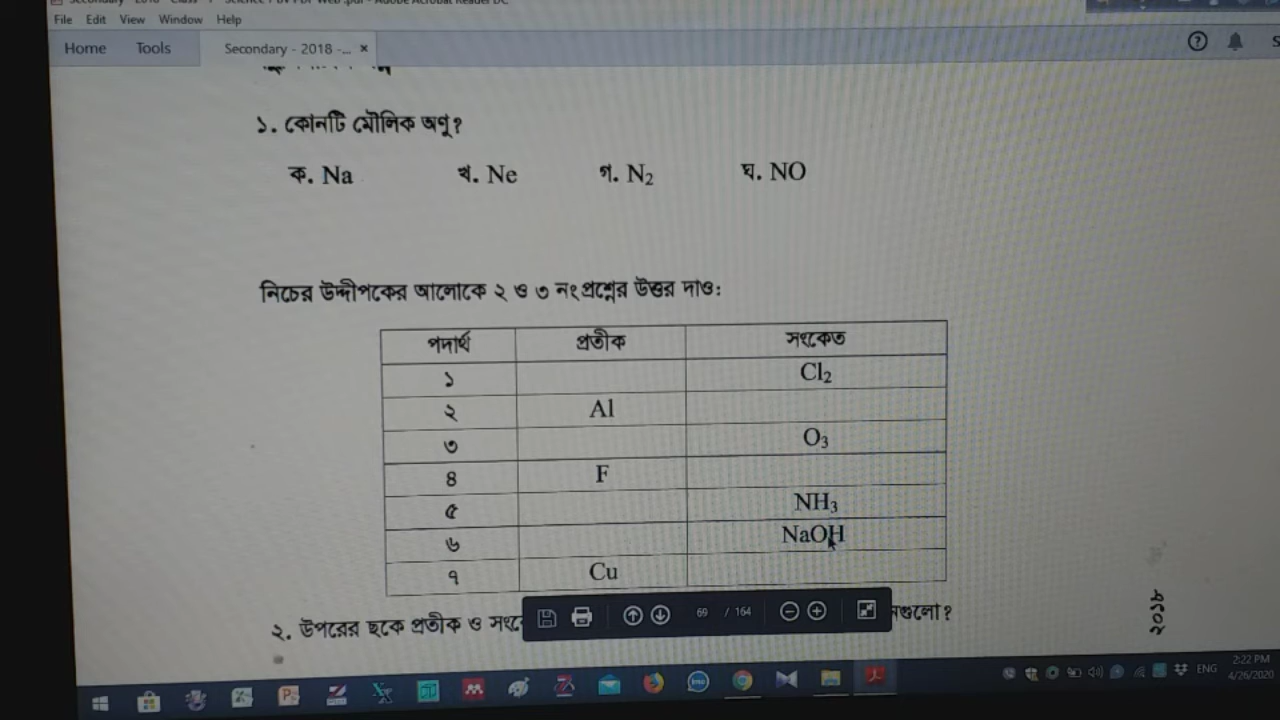 File Edit View Window Help
Home Tools Secondary - 2018 -... ×
১. কোনটি মৌলিক অণু?
ক. Na খ. Ne গ. N₂ ঘ. NO
নিচের উদ্দীপকের আলোকে ২ ও ৩ নং প্রশ্নের উত্তর দাও:
পদার্থ প্রতীক সংকেত
১ Cl₂
২ Al
৩ O₃
৪ F
৫ NH₃
৬ NaOH
৭ Cu
২. উপরের ছকে প্রতীক ও
69 / 164
২০১৮
ENG 2:22 PM
4/26/2020